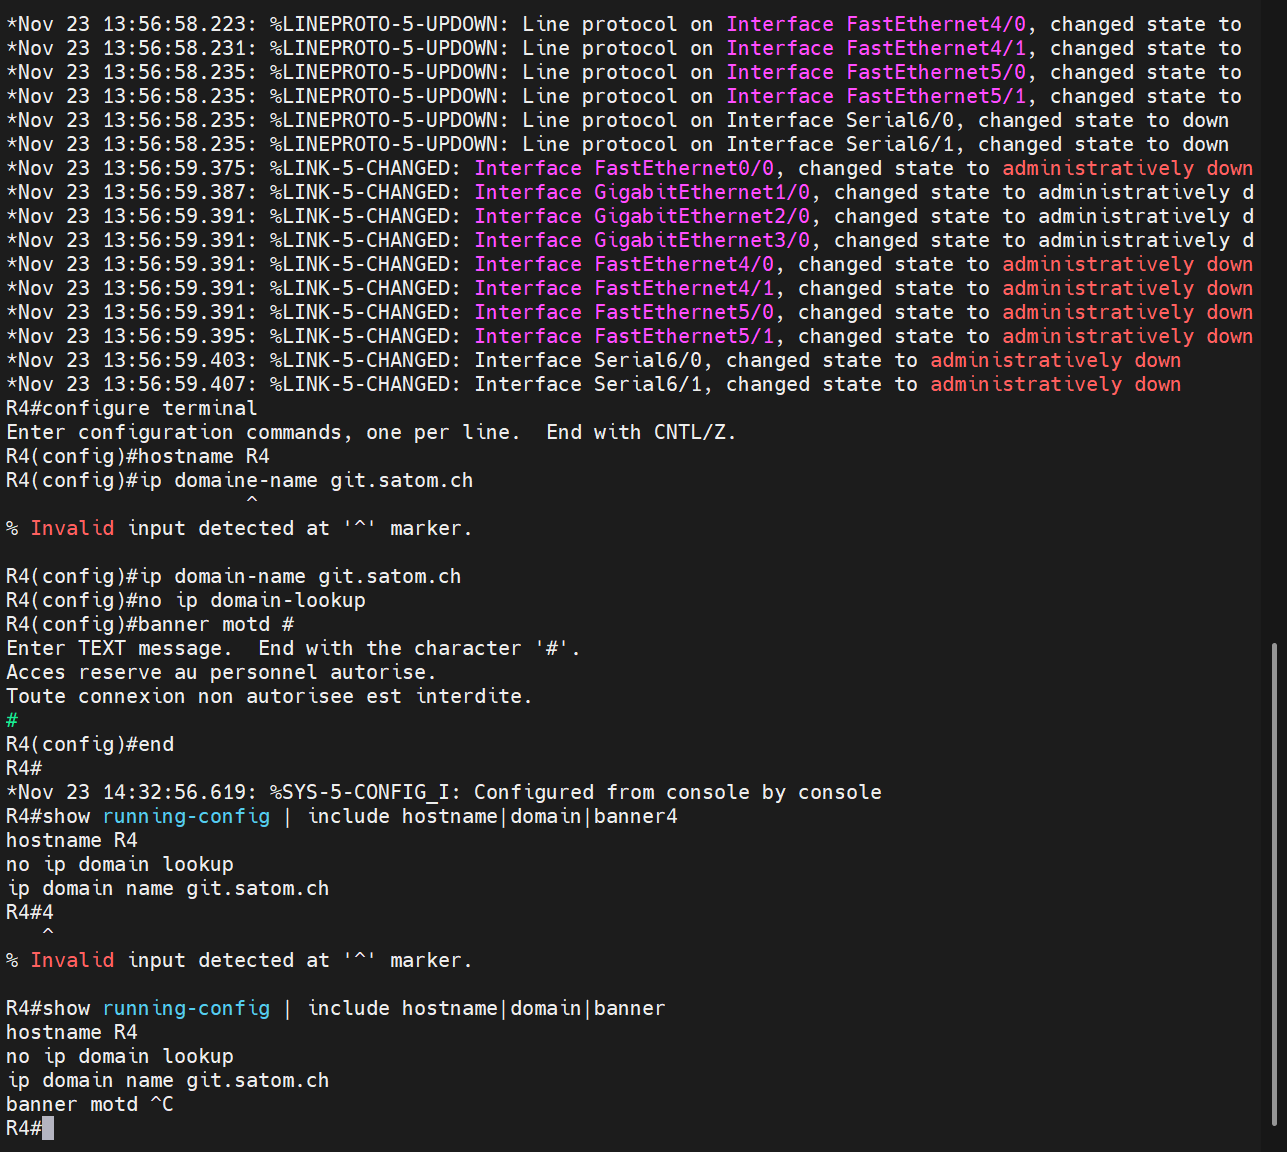 *Nov 23 13:56:58.223: %LINEPROTO-5-UPDOWN: Line protocol on Interface FastEthernet4/0, changed state to
*Nov 23 13:56:58.231: %LINEPROTO-5-UPDOWN: Line protocol on Interface FastEthernet4/1, changed state to
*Nov 23 13:56:58.235: %LINEPROTO-5-UPDOWN: Line protocol on Interface FastEthernet5/0, changed state to
*Nov 23 13:56:58.235: %LINEPROTO-5-UPDOWN: Line protocol on Interface FastEthernet5/1, changed state to
*Nov 23 13:56:58.235: %LINEPROTO-5-UPDOWN: Line protocol on Interface Serial6/0, changed state to down
*Nov 23 13:56:58.235: %LINEPROTO-5-UPDOWN: Line protocol on Interface Serial6/1, changed state to down
*Nov 23 13:56:59.375: %LINK-5-CHANGED: Interface FastEthernet0/0, changed state to administratively down
*Nov 23 13:56:59.387: %LINK-5-CHANGED: Interface GigabitEthernet1/0, changed state to administratively d
*Nov 23 13:56:59.391: %LINK-5-CHANGED: Interface GigabitEthernet2/0, changed state to administratively d
*Nov 23 13:56:59.391: %LINK-5-CHANGED: Interface GigabitEthernet3/0, changed state to administratively d
*Nov 23 13:56:59.391: %LINK-5-CHANGED: Interface FastEthernet4/0, changed state to administratively down
*Nov 23 13:56:59.391: %LINK-5-CHANGED: Interface FastEthernet4/1, changed state to administratively down
*Nov 23 13:56:59.391: %LINK-5-CHANGED: Interface FastEthernet5/0, changed state to administratively down
*Nov 23 13:56:59.395: %LINK-5-CHANGED: Interface FastEthernet5/1, changed state to administratively down
*Nov 23 13:56:59.403: %LINK-5-CHANGED: Interface Serial6/0, changed state to administratively down
*Nov 23 13:56:59.407: %LINK-5-CHANGED: Interface Serial6/1, changed state to administratively down
R4#configure terminal
Enter configuration commands, one per line.  End with CNTL/Z.
R4(config)#hostname R4
R4(config)#ip domaine-name git.satom.ch
                    ^
% Invalid input detected at '^' marker.

R4(config)#ip domain-name git.satom.ch
R4(config)#no ip domain-lookup
R4(config)#banner motd #
Enter TEXT message.  End with the character '#'.
Acces reserve au personnel autorise.
Toute connexion non autorisee est interdite.
#
R4(config)#end
R4#
*Nov 23 14:32:56.619: %SYS-5-CONFIG_I: Configured from console by console
R4#show running-config | include hostname|domain|banner4
hostname R4
no ip domain lookup
ip domain name git.satom.ch
R4#4
   ^
% Invalid input detected at '^' marker.

R4#show running-config | include hostname|domain|banner
hostname R4
no ip domain lookup
ip domain name git.satom.ch
banner motd ^C
R4#